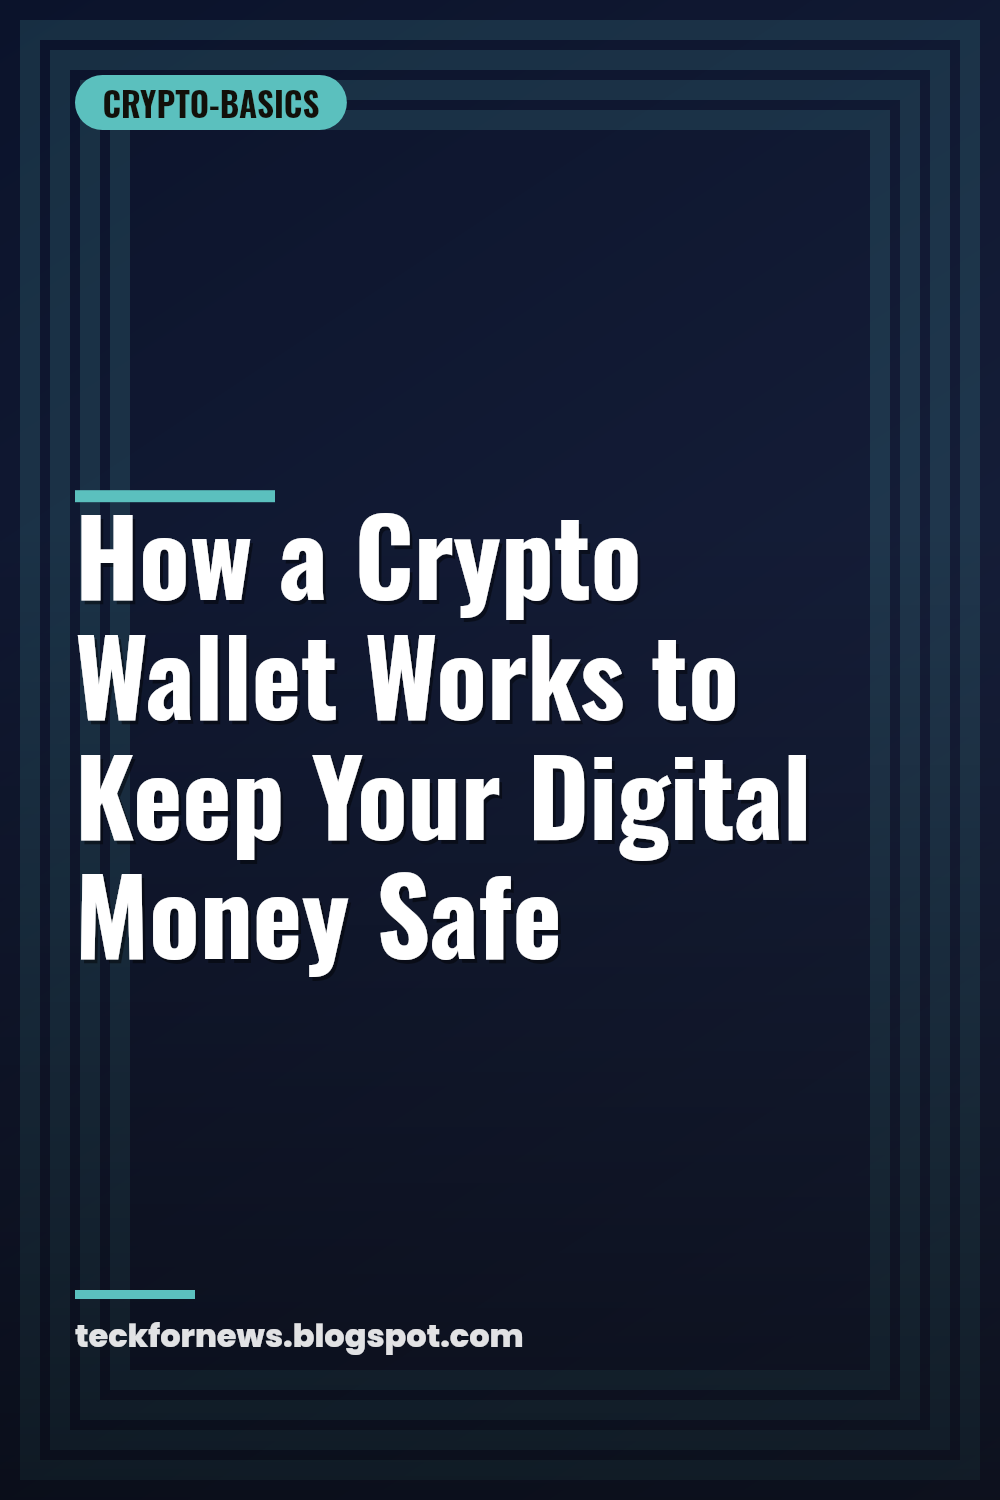 CRYPTO-BASICS
How a Crypto
Wallet Works to
Keep Your Digital
Money Safe
teckfornews.blogspot.com